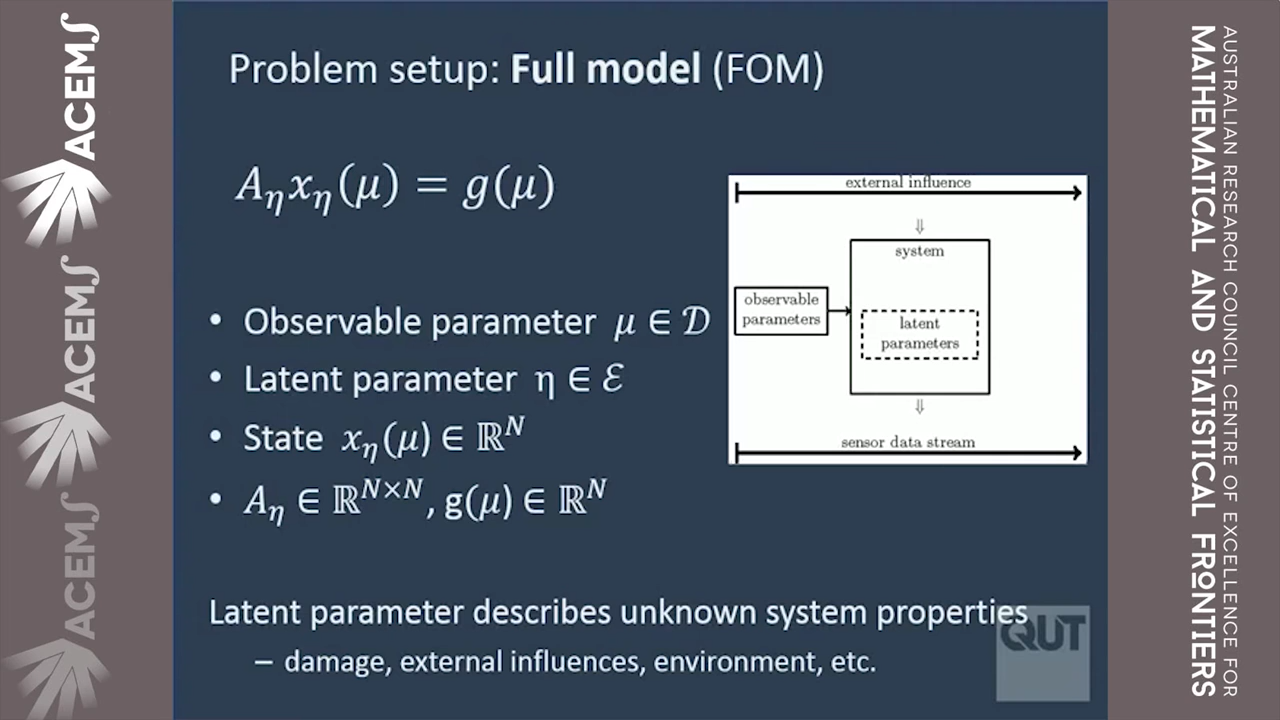 Problem setup: Full model (FOM)
A_η x_η(μ) = g(μ)
• Observable parameter μ ∈ 𝒟
• Latent parameter η ∈ ℰ
• State x_η(μ) ∈ ℝ^N
• A_η ∈ ℝ^{N×N}, g(μ) ∈ ℝ^N
Latent parameter describes unknown system properties
– damage, external influences, environment, etc.
external influence
⇓
system
observable
parameters
latent
parameters
⇓
sensor data stream
QUT
ACEMS
ACEMS
ACEMS
AUSTRALIAN RESEARCH COUNCIL CENTRE OF EXCELLENCE FOR
MATHEMATICAL AND STATISTICAL FRONTIERS